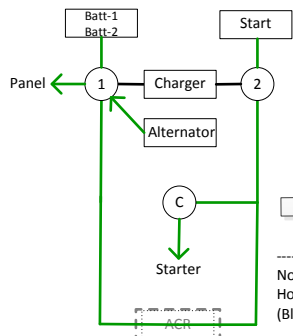 Batt-1
Batt-2
Start
Panel
1
Charger
2
Alternator
C
Starter
ACR
No
Ho
(Bl